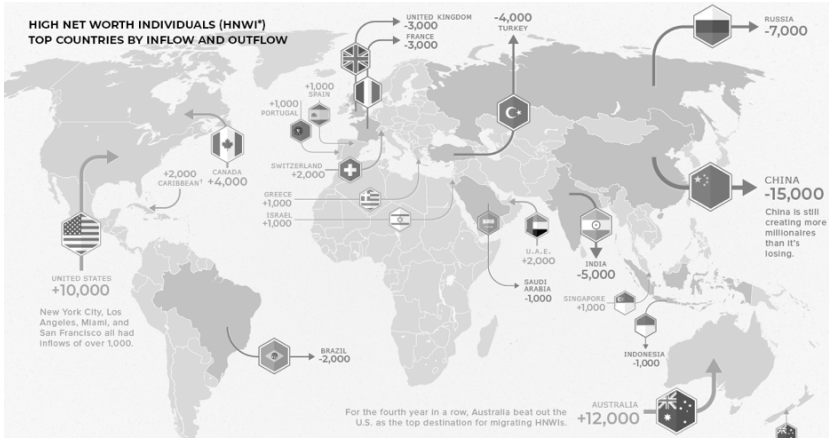 HIGH NET WORTH INDIVIDUALS (HNWI*)
TOP COUNTRIES BY INFLOW AND OUTFLOW
UNITED KINGDOM
-3,000
FRANCE
-3,000
-4,000
TURKEY
RUSSIA
-7,000
+1,000
SPAIN
+1,000
PORTUGAL
SWITZERLAND
+2,000
CANADA
+4,000
+2,000
CARIBBEAN†
GREECE
+1,000
ISRAEL
+1,000
CHINA
-15,000
China is still
creating more
millionaires
than it's
losing.
U.A.E.
+2,000
INDIA
-5,000
SAUDI
ARABIA
-1,000
SINGAPORE
+1,000
UNITED STATES
+10,000
New York City, Los
Angeles, Miami, and
San Francisco all had
inflows of over 1,000.
BRAZIL
-2,000
INDONESIA
-1,000
AUSTRALIA
+12,000
For the fourth year in a row, Australia beat out the
U.S. as the top destination for migrating HNWIs.